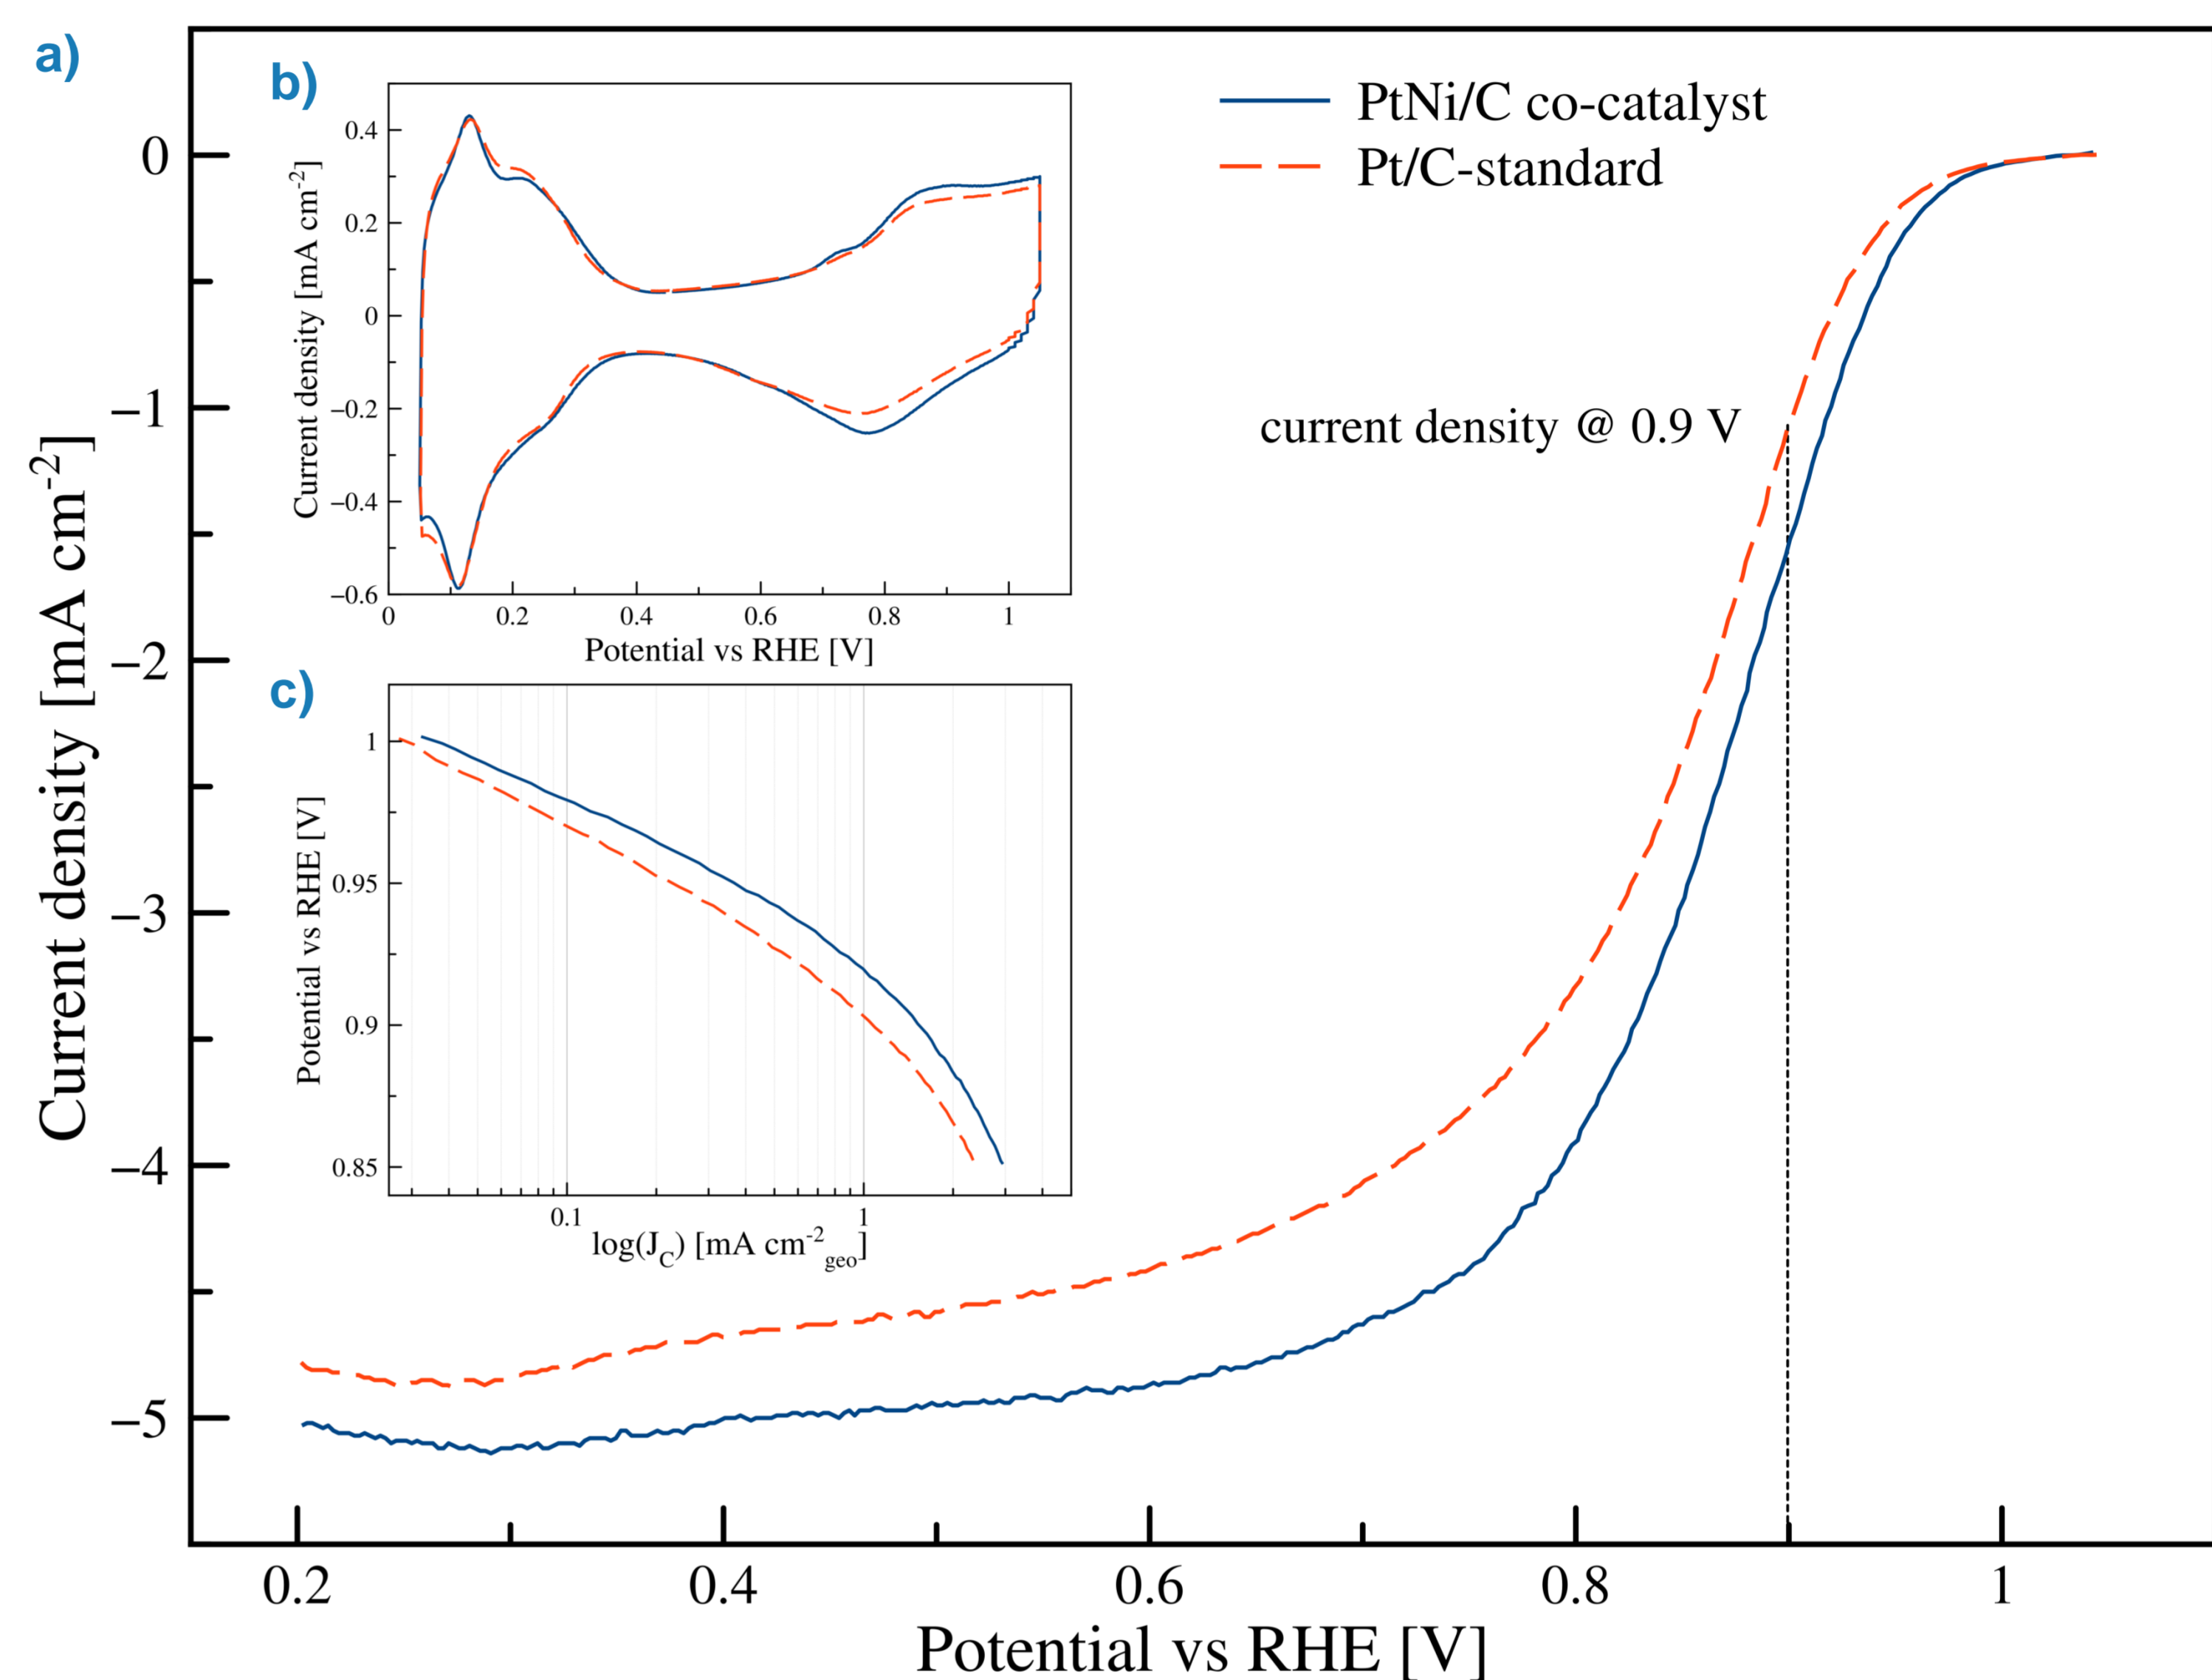 a)
Current density [mA cm-2]
0
−1
−2
−3
−4
−5
0.2
0.4
0.6
0.8
1
Potential vs RHE [V]
PtNi/C co-catalyst
Pt/C-standard
current density @ 0.9 V
b)
Current density [mA cm-2]
0.4
0.2
0
−0.2
−0.4
−0.6
0
0.2
0.4
0.6
0.8
1
Potential vs RHE [V]
c)
Potential vs RHE [V]
1
0.95
0.9
0.85
0.1
1
log(JC) [mA cm-2geo]